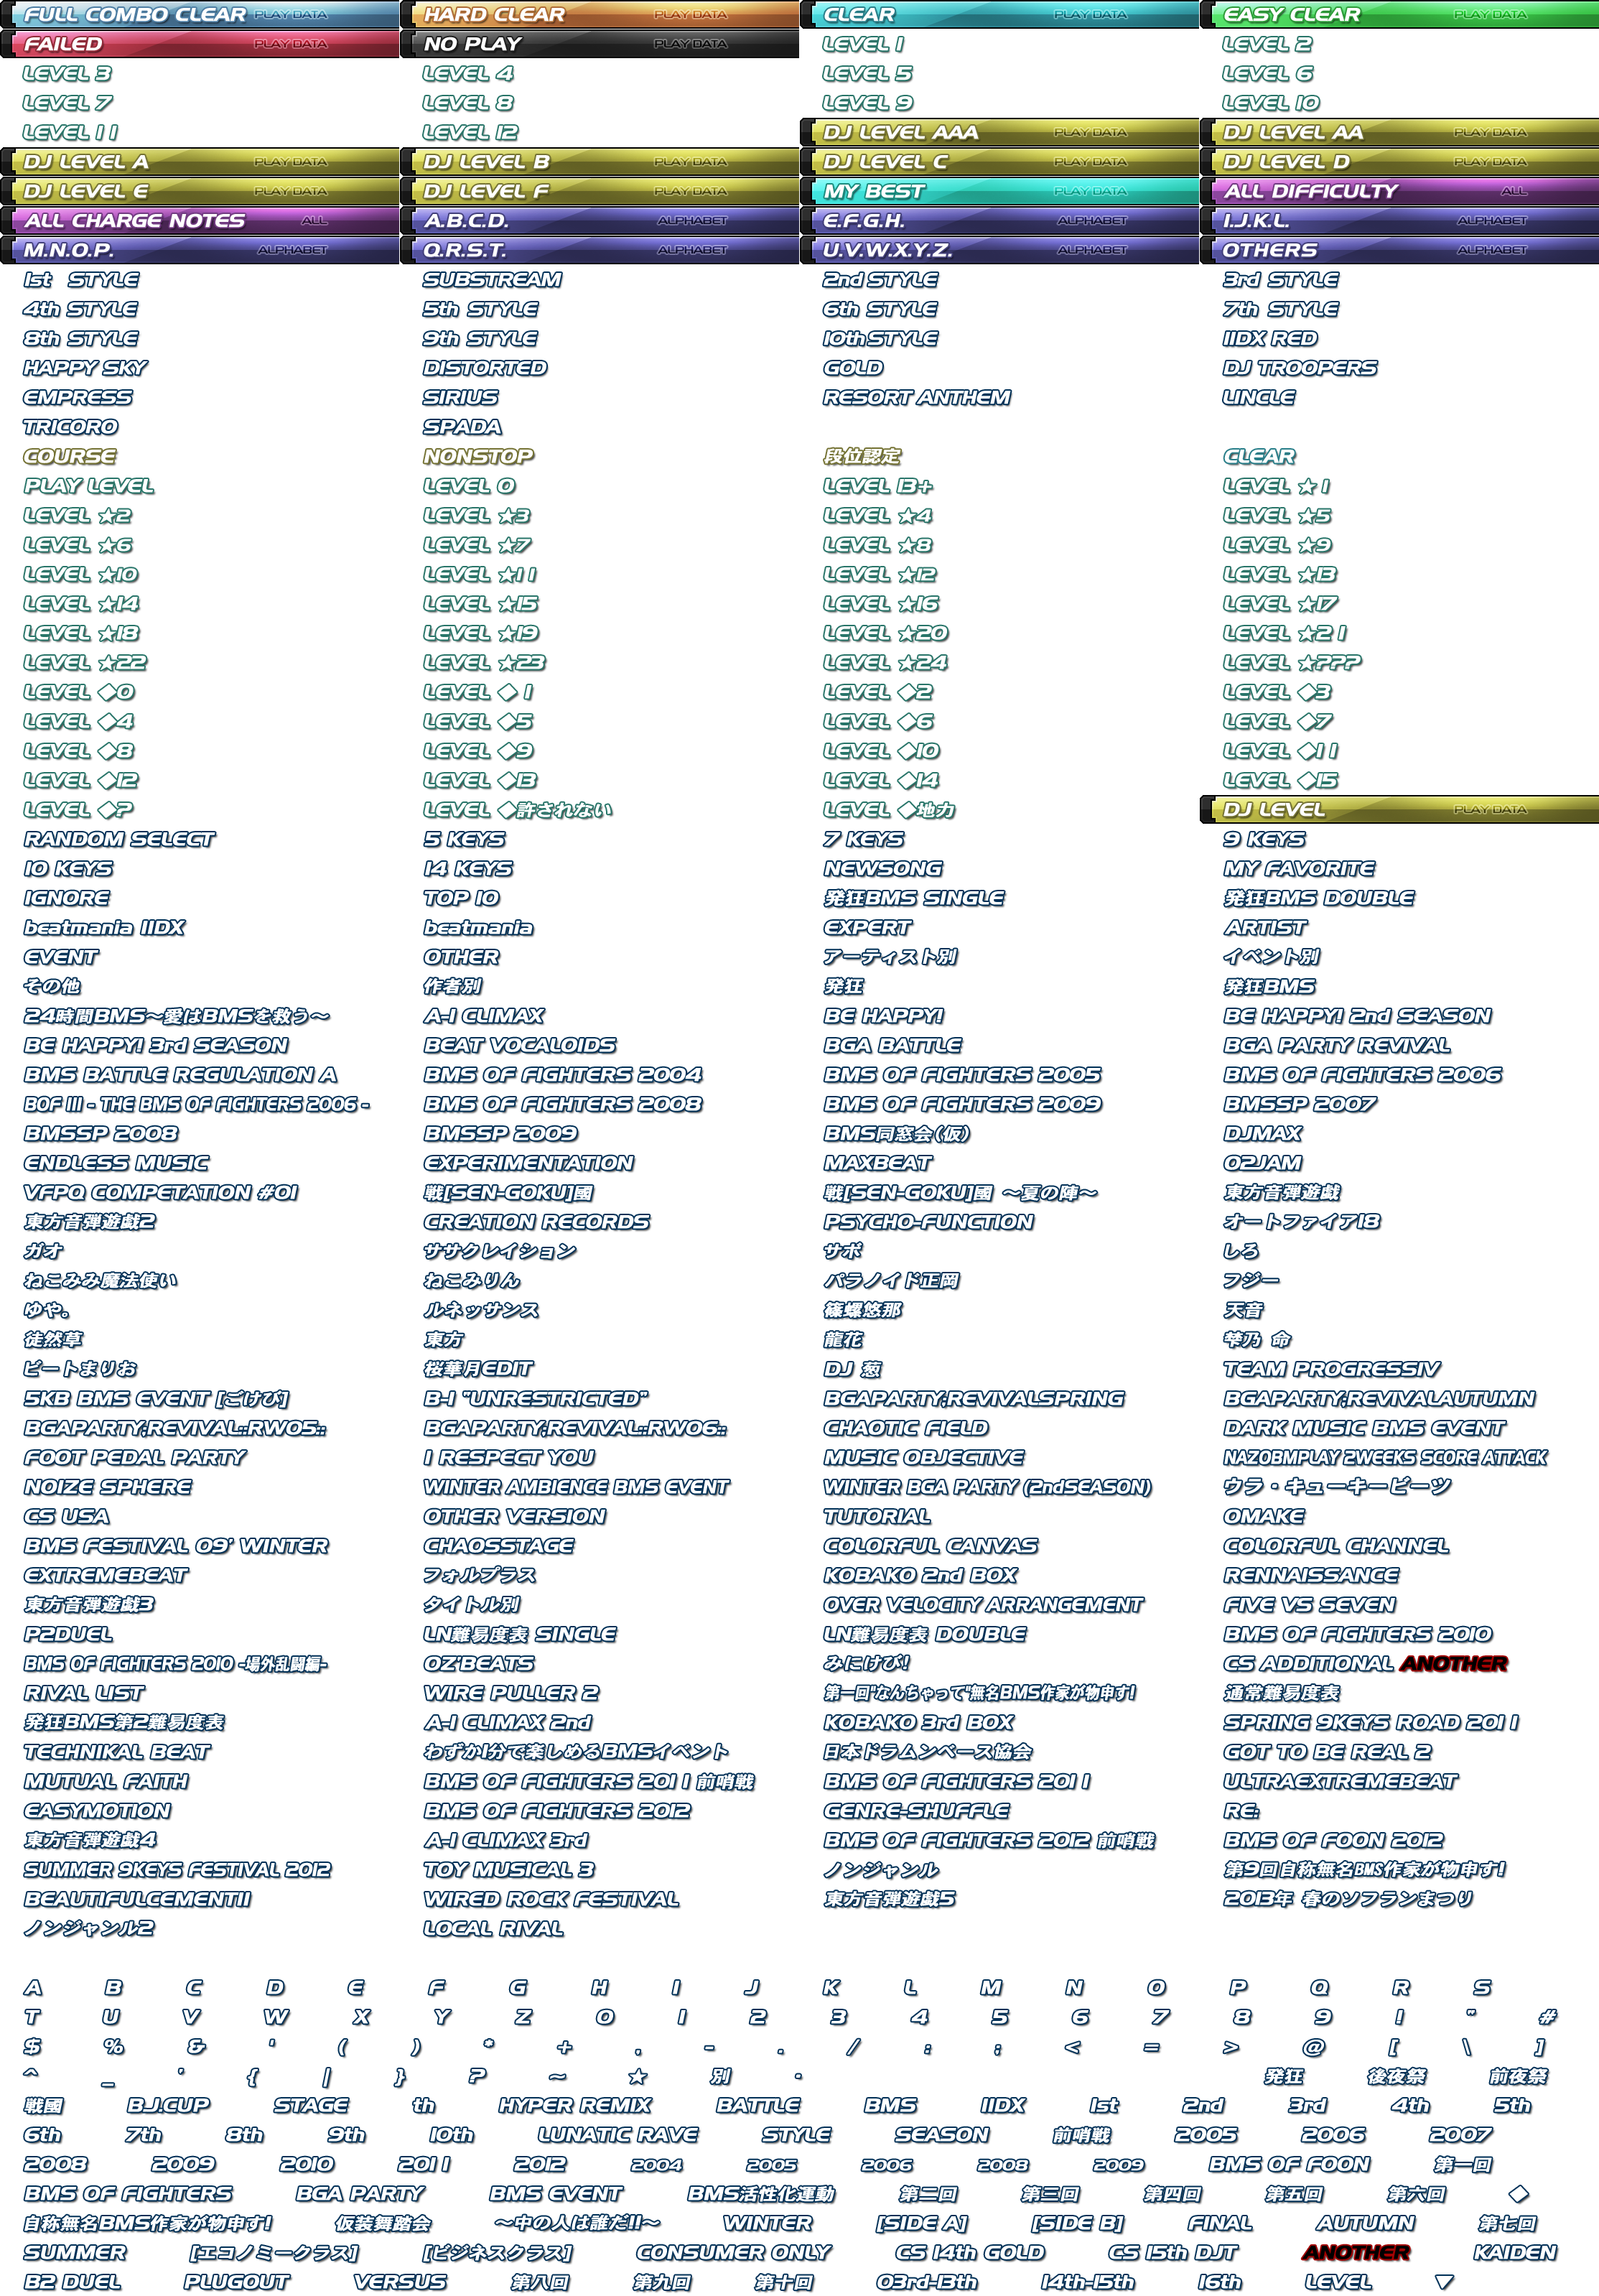 FULL COMBO CLEAR PLAY DATA HARD CLEAR PLAY DATA CLEAR PLAY DATA EASY CLEAR PLAY DATA
FAILED PLAY DATA NO PLAY PLAY DATA LEVEL 1 LEVEL 2
LEVEL 3 LEVEL 4 LEVEL 5 LEVEL 6
LEVEL 7 LEVEL 8 LEVEL 9 LEVEL 10
LEVEL 11 LEVEL 12 DJ LEVEL AAA PLAY DATA DJ LEVEL AA PLAY DATA
DJ LEVEL A PLAY DATA DJ LEVEL B PLAY DATA DJ LEVEL C PLAY DATA DJ LEVEL D PLAY DATA
DJ LEVEL E PLAY DATA DJ LEVEL F PLAY DATA MY BEST PLAY DATA ALL DIFFICULTY ALL
ALL CHARGE NOTES ALL A.B.C.D. ALPHABET E.F.G.H. ALPHABET I.J.K.L. ALPHABET
M.N.O.P. ALPHABET Q.R.S.T. ALPHABET U.V.W.X.Y.Z. ALPHABET OTHERS ALPHABET
1st STYLE SUBSTREAM 2nd STYLE 3rd STYLE
4th STYLE 5th STYLE 6th STYLE 7th STYLE
8th STYLE 9th STYLE 10th STYLE IIDX RED
HAPPY SKY DISTORTED GOLD DJ TROOPERS
EMPRESS SIRIUS RESORT ANTHEM LINCLE
TRICORO SPADA
COURSE NONSTOP 段位認定 CLEAR
PLAY LEVEL LEVEL 0 LEVEL 13+ LEVEL ★1
LEVEL ★2 LEVEL ★3 LEVEL ★4 LEVEL ★5
LEVEL ★6 LEVEL ★7 LEVEL ★8 LEVEL ★9
LEVEL ★10 LEVEL ★11 LEVEL ★12 LEVEL ★13
LEVEL ★14 LEVEL ★15 LEVEL ★16 LEVEL ★17
LEVEL ★18 LEVEL ★19 LEVEL ★20 LEVEL ★21
LEVEL ★22 LEVEL ★23 LEVEL ★24 LEVEL ★???
LEVEL ◆0 LEVEL ◆1 LEVEL ◆2 LEVEL ◆3
LEVEL ◆4 LEVEL ◆5 LEVEL ◆6 LEVEL ◆7
LEVEL ◆8 LEVEL ◆9 LEVEL ◆10 LEVEL ◆11
LEVEL ◆12 LEVEL ◆13 LEVEL ◆14 LEVEL ◆15
LEVEL ◆? LEVEL ◆許されない LEVEL ◆地力 DJ LEVEL PLAY DATA
RANDOM SELECT 5 KEYS 7 KEYS 9 KEYS
10 KEYS 14 KEYS NEWSONG MY FAVORITE
IGNORE TOP 10 発狂BMS SINGLE 発狂BMS DOUBLE
beatmania IIDX beatmania EXPERT ARTIST
EVENT OTHER アーティスト別 イベント別
その他 作者別 発狂 発狂BMS
24時間BMS～愛はBMSを救う～ A-1 CLIMAX BE HAPPY! BE HAPPY! 2nd SEASON
BE HAPPY! 3rd SEASON BEAT VOCALOIDS BGA BATTLE BGA PARTY REVIVAL
BMS BATTLE REGULATION A BMS OF FIGHTERS 2004 BMS OF FIGHTERS 2005 BMS OF FIGHTERS 2006
BOF III - THE BMS OF FIGHTERS 2006 - BMS OF FIGHTERS 2008 BMS OF FIGHTERS 2009 BMSSP 2007
BMSSP 2008 BMSSP 2009 BMS同窓会(仮) DJMAX
ENDLESS MUSIC EXPERIMENTATION MAXBEAT O2JAM
VFPQ COMPETATION #01 戦[SEN-GOKU]國 戦[SEN-GOKU]國 ～夏の陣～ 東方音弾遊戯
東方音弾遊戯2 CREATION RECORDS PSYCHO-FUNCTION オートファイア18
ガオ ササクレイション サボ しろ
ねこみみ魔法使い ねこみりん パラノイド正岡 フジー
ゆや。 ルネッサンス 篠螺悠那 天音
徒然草 東方 龍花 梵乃 命
ビートまりお 桜華月EDIT DJ 葱 TEAM PROGRESSIV
5KB BMS EVENT [ごけび] B-1 "UNRESTRICTED" BGAPARTY;REVIVALSPRING BGAPARTY;REVIVALAUTUMN
BGAPARTY;REVIVAL::RW05:: BGAPARTY;REVIVAL::RW06:: CHAOTIC FIELD DARK MUSIC BMS EVENT
FOOT PEDAL PARTY I RESPECT YOU MUSIC OBJECTIVE NAZOBMPLAY 2WEEKS SCORE ATTACK
NOIZE SPHERE WINTER AMBIENCE BMS EVENT WINTER BGA PARTY (2ndSEASON) ウラ・キューキービーツ
CS USA OTHER VERSION TUTORIAL OMAKE
BMS FESTIVAL 09' WINTER CHAOSSTAGE COLORFUL CANVAS COLORFUL CHANNEL
EXTREMEBEAT フォルプラス KOBAKO 2nd BOX RENNAISSANCE
東方音弾遊戯3 タイトル別 OVER VELOCITY ARRANGEMENT FIVE VS SEVEN
P2DUEL LN難易度表 SINGLE LN難易度表 DOUBLE BMS OF FIGHTERS 2010
BMS OF FIGHTERS 2010 -場外乱闘編- OZ'BEATS みにけび! CS ADDITIONAL ANOTHER
RIVAL LIST WIRE PULLER 2 第一回"なんちゃって"無名BMS作家が物申す! 通常難易度表
発狂BMS第2難易度表 A-1 CLIMAX 2nd KOBAKO 3rd BOX SPRING 9KEYS ROAD 2011
TECHNIKAL BEAT わずか1分で楽しめるBMSイベント 日本ドラムンベース協会 GOT TO BE REAL 2
MUTUAL FAITH BMS OF FIGHTERS 2011 前哨戦 BMS OF FIGHTERS 2011 ULTRAEXTREMEBEAT
EASYMOTION BMS OF FIGHTERS 2012 GENRE-SHUFFLE RE:
東方音弾遊戯4 A-1 CLIMAX 3rd BMS OF FIGHTERS 2012 前哨戦 BMS OF FOON 2012
SUMMER 9KEYS FESTIVAL 2012 TOY MUSICAL 3 ノンジャンル 第9回自称無名BMS作家が物申す!
BEAUTIFULCEMENTII WIRED ROCK FESTIVAL 東方音弾遊戯5 2013年 春のソフランまつり
ノンジャンル2 LOCAL RIVAL
A B C D E F G H I J K L M N O P Q R S
T U V W X Y Z 0 1 2 3 4 5 6 7 8 9 ! " #
$ % & ' ( ) * + , - . / : ; < = > @ [ \ ]
^ _ ` { | } ? ～ ★ 別 ・ 発狂 後夜祭 前夜祭
戦國 B.J.CUP STAGE th HYPER REMIX BATTLE BMS IIDX 1st 2nd 3rd 4th 5th
6th 7th 8th 9th 10th LUNATIC RAVE STYLE SEASON 前哨戦 2005 2006 2007
2008 2009 2010 2011 2012 2004 2005 2006 2008 2009 BMS OF FOON 第一回
BMS OF FIGHTERS BGA PARTY BMS EVENT BMS活性化運動 第二回 第三回 第四回 第五回 第六回 ◆
自称無名BMS作家が物申す! 仮装舞踏会 ～中の人は誰だ!!～ WINTER [SIDE A] [SIDE B] FINAL AUTUMN 第七回
SUMMER [エコノミークラス] [ビジネスクラス] CONSUMER ONLY CS 14th GOLD CS 15th DJT ANOTHER KAIDEN
B2 DUEL PLUGOUT VERSUS 第八回 第九回 第十回 03rd-13th 14th-15th 16th LEVEL ▼